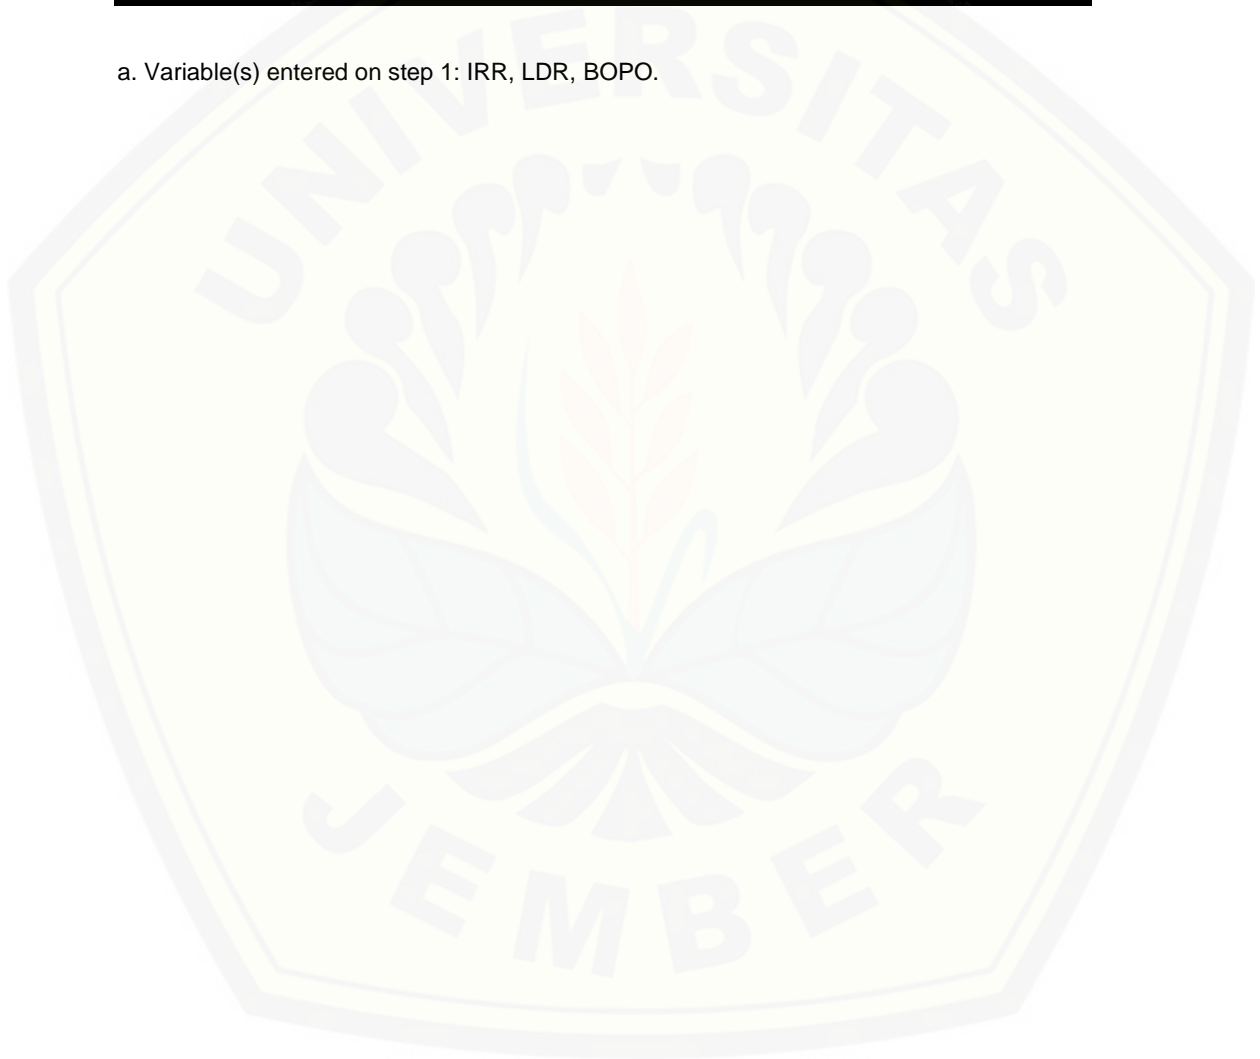 a. Variable(s) entered on step 1: IRR, LDR, BOPO.
UNIVERSITAS
JEMBER